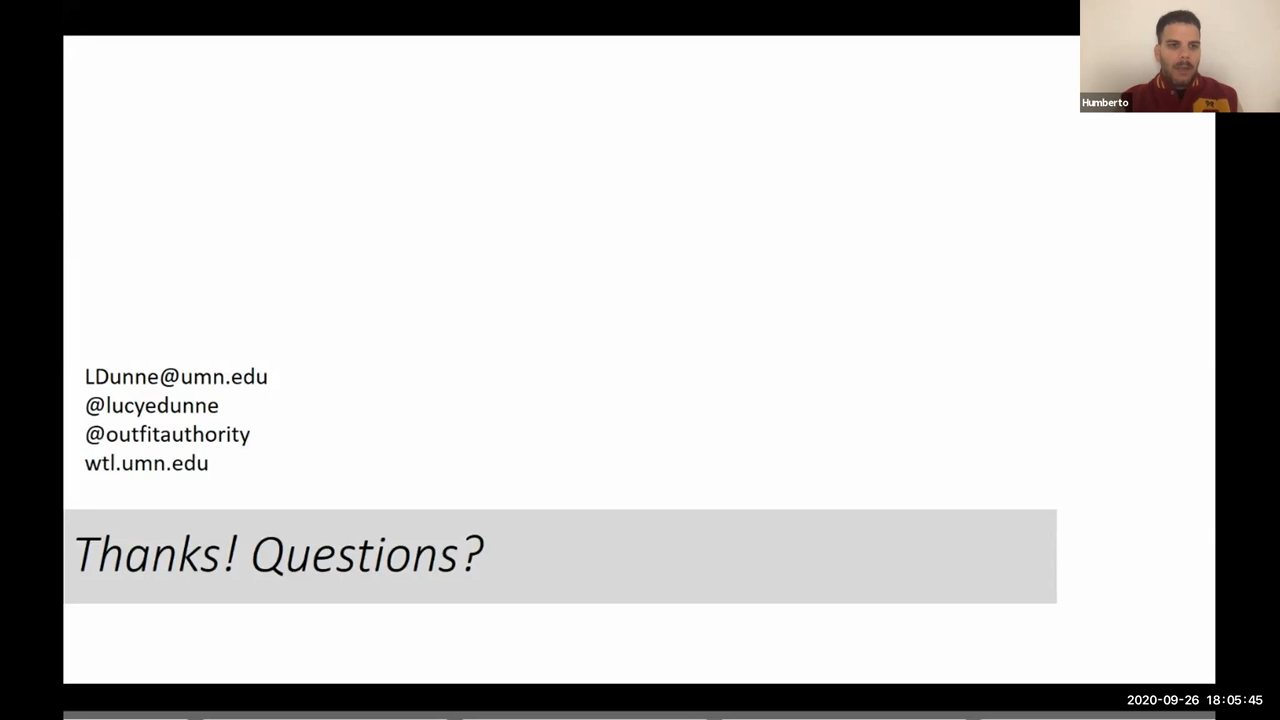 Humberto
LDunne@umn.edu
@lucyedunne
@outfitauthority
wtl.umn.edu
Thanks! Questions?
2020-09-26 18:05:45